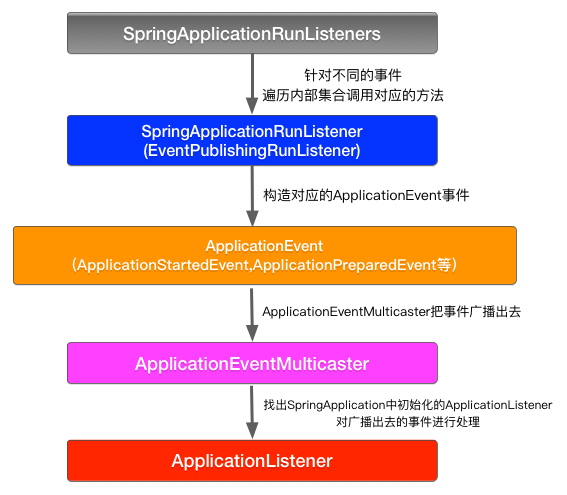 SpringApplicationRunListeners
针对不同的事件
遍历内部集合调用对应的方法
SpringApplicationRunListener
(EventPublishingRunListener)
构造对应的ApplicationEvent事件
ApplicationEvent
（ApplicationStartedEvent,ApplicationPreparedEvent等）
ApplicationEventMulticaster把事件广播出去
ApplicationEventMulticaster
找出SpringApplication中初始化的ApplicationListener
对广播出去的事件进行处理
ApplicationListener